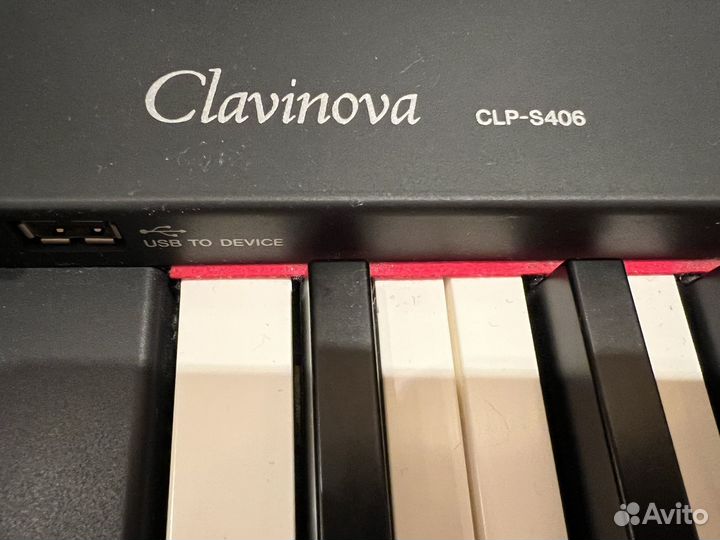 Clavinova CLP-S406
USB TO DEVICE
Avito